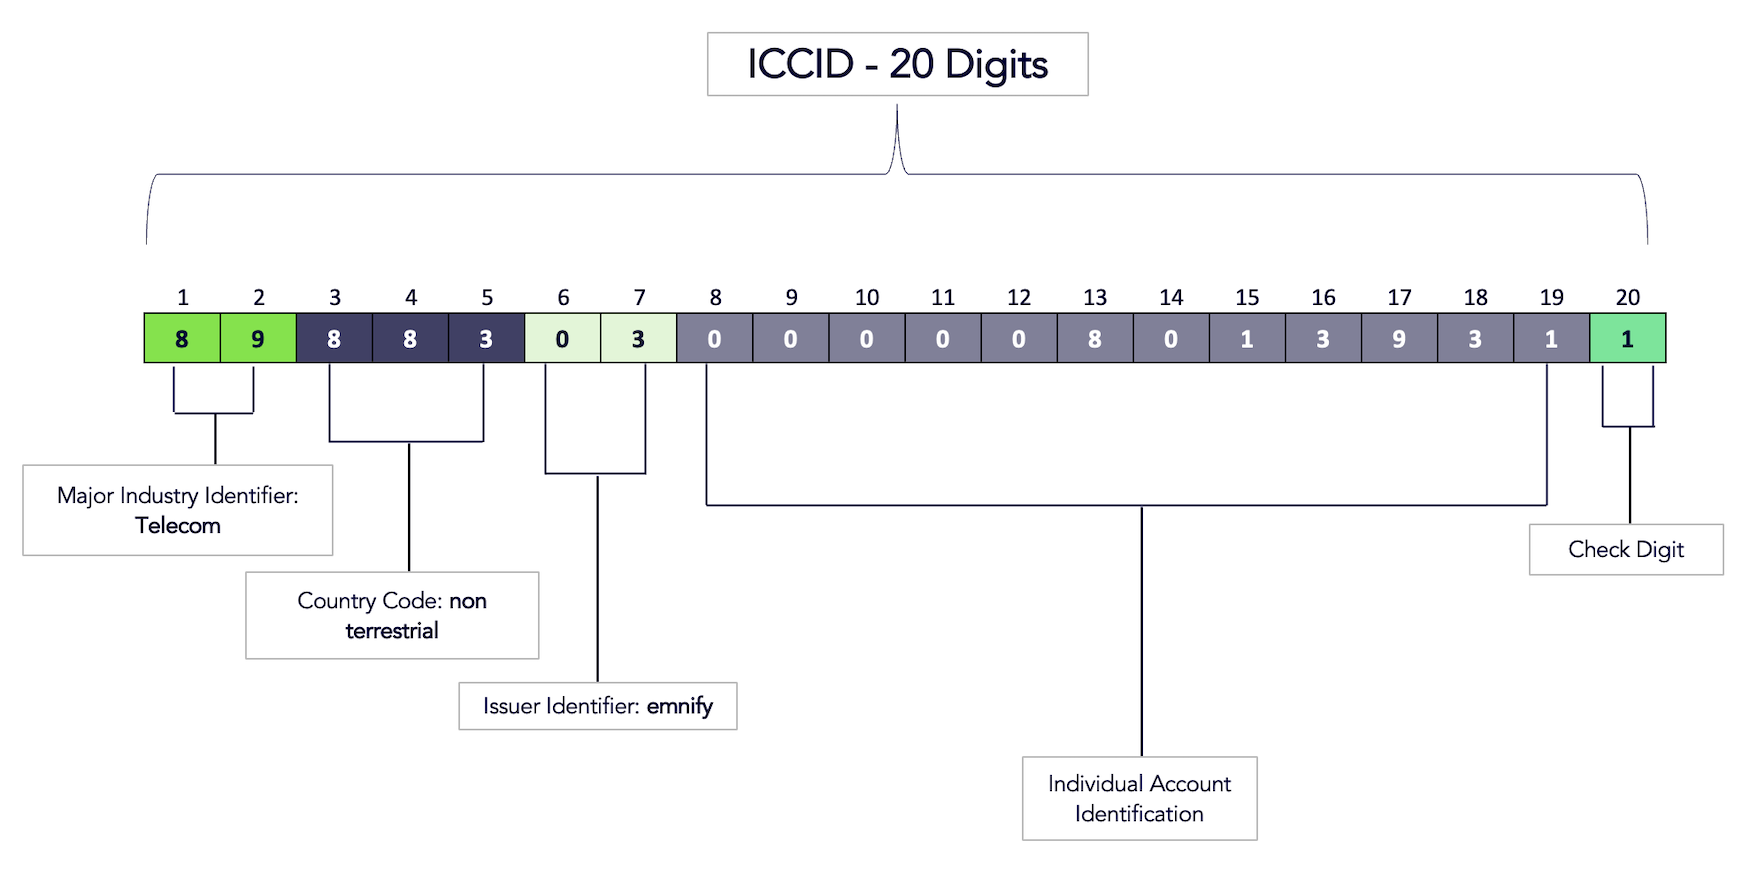 ICCID - 20 Digits
1 2 3 4 5 6 7 8 9 10 11 12 13 14 15 16 17 18 19 20
8 9 8 8 3 0 3 0 0 0 0 0 8 0 1 3 9 3 1 1
Major Industry Identifier:
Telecom
Country Code: non
terrestrial
Issuer Identifier: emnify
Individual Account
Identification
Check Digit